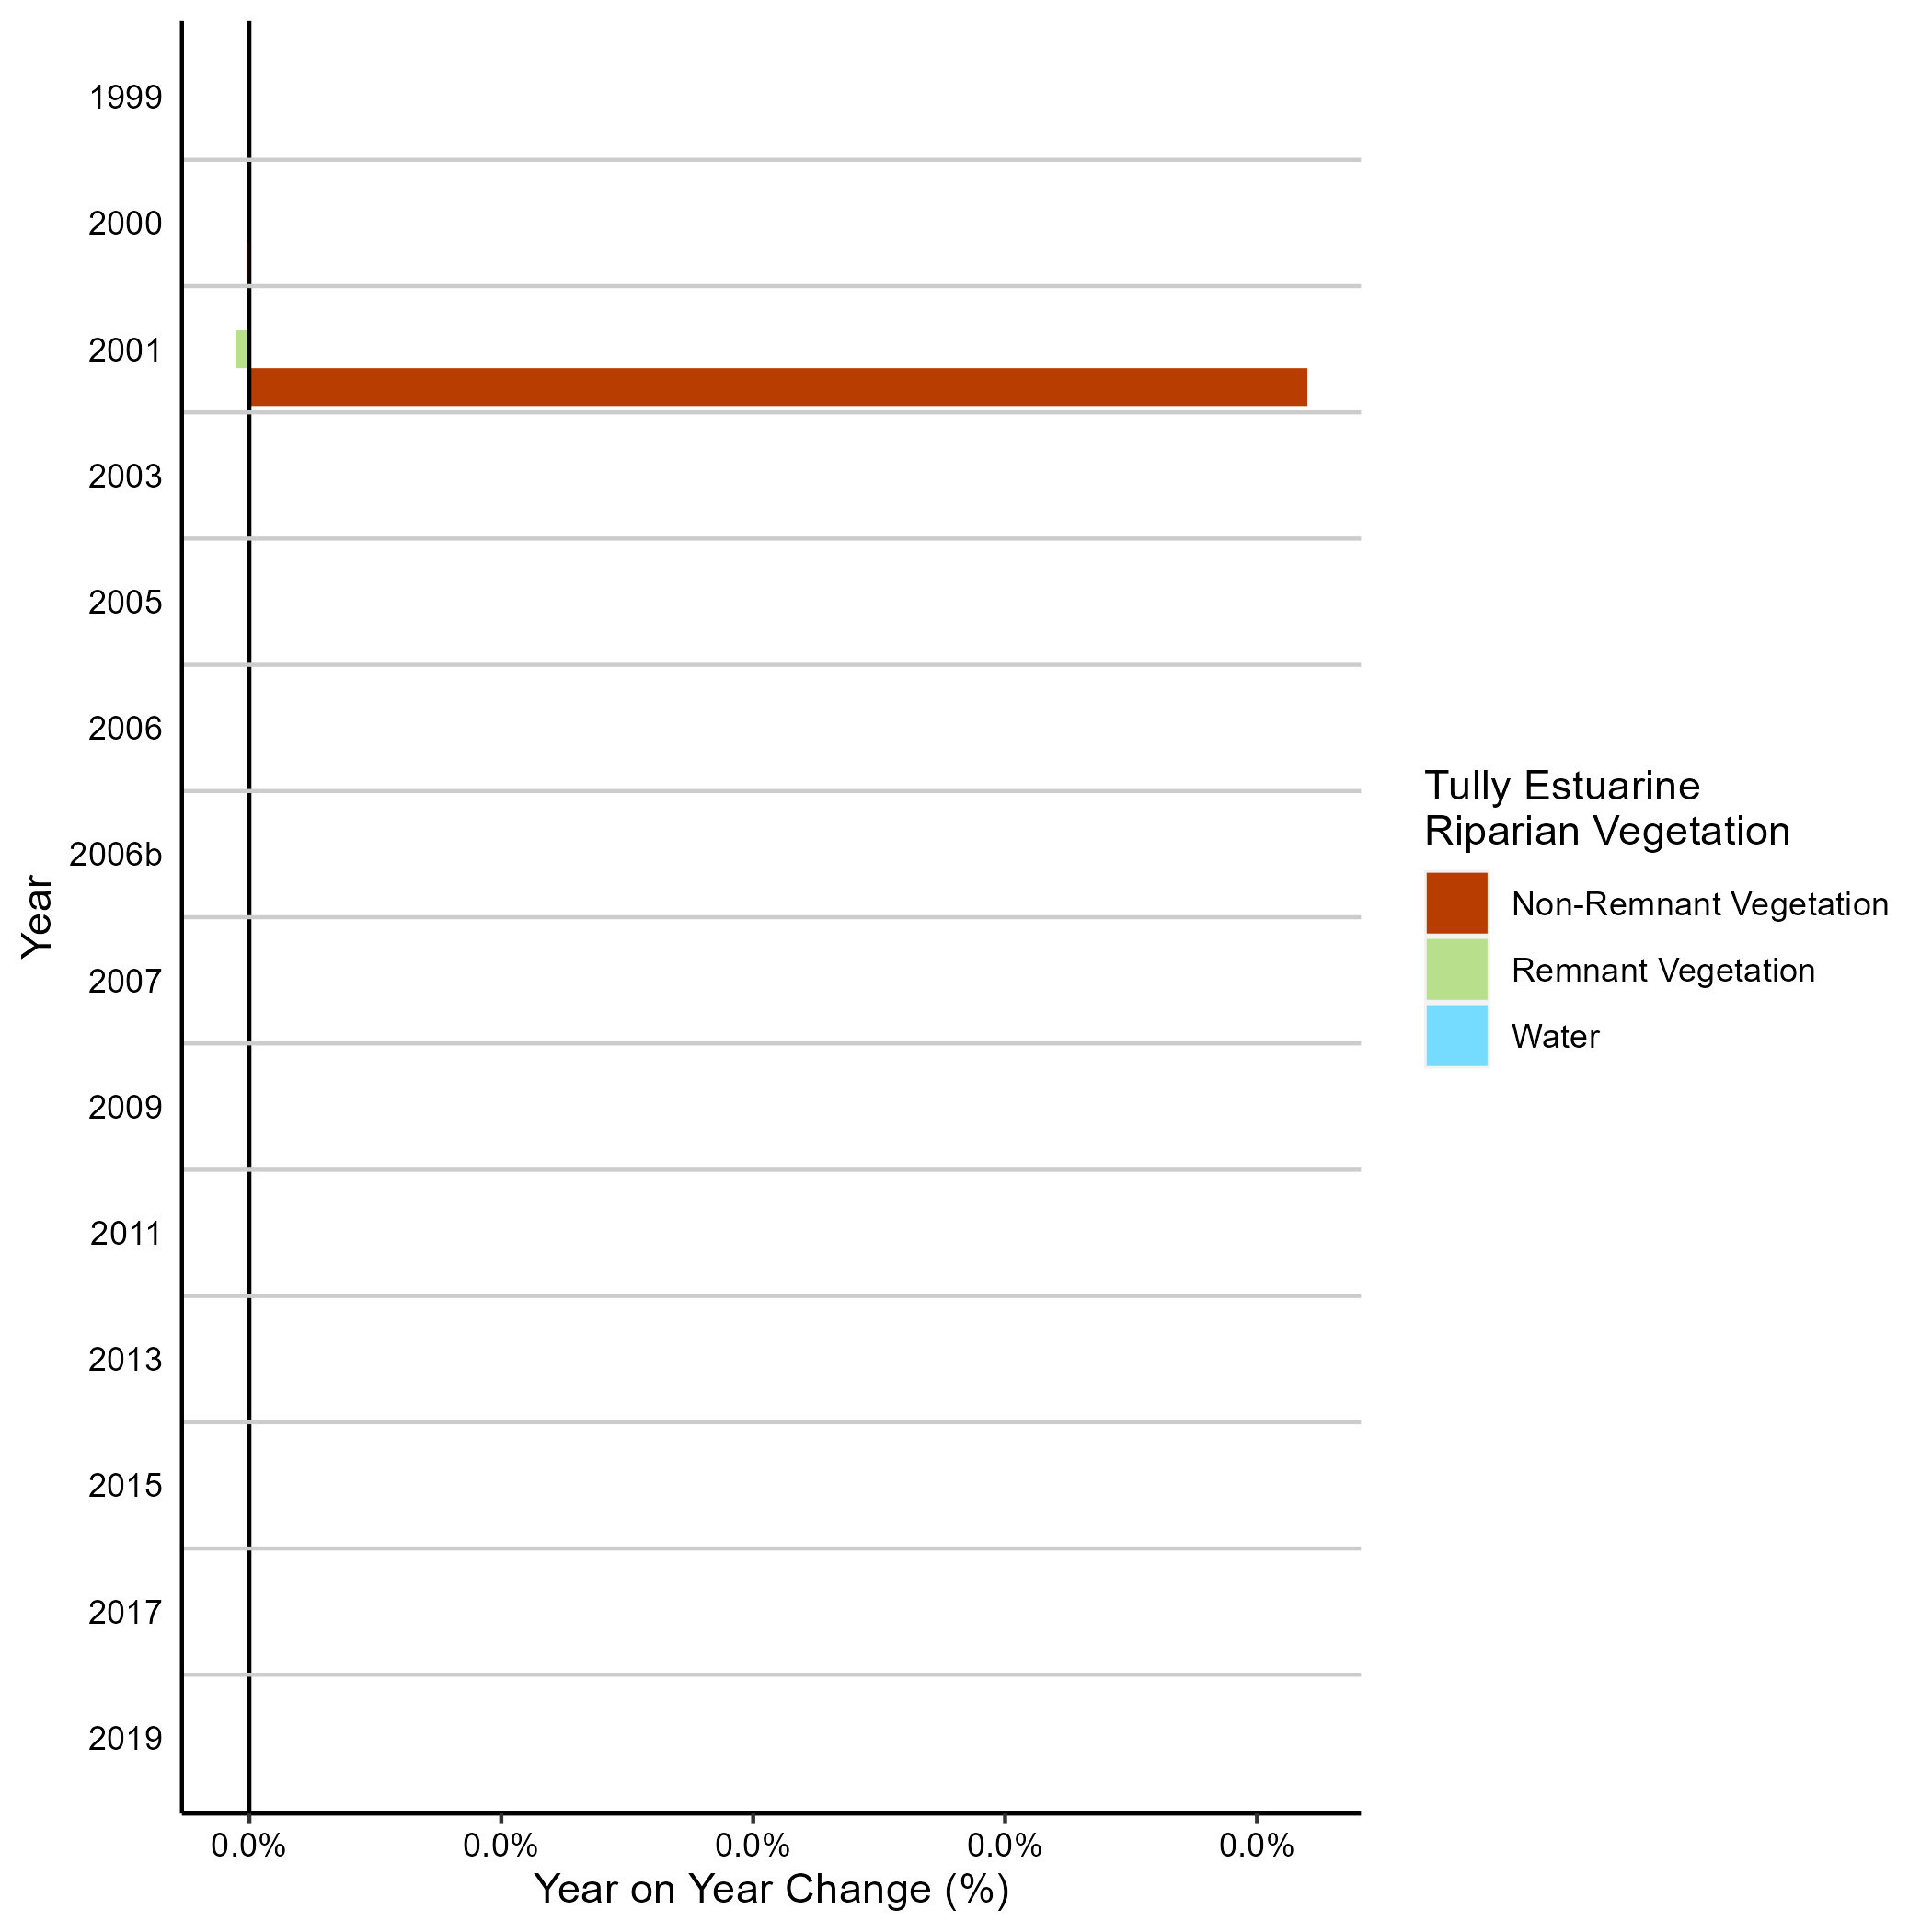 1999
2000
2001
2003
2005
2006
2006b
2007
2009
2011
2013
2015
2017
2019
Year
0.0% 0.0% 0.0% 0.0% 0.0%
Year on Year Change (%)
Tully Estuarine
Riparian Vegetation
Non-Remnant Vegetation
Remnant Vegetation
Water